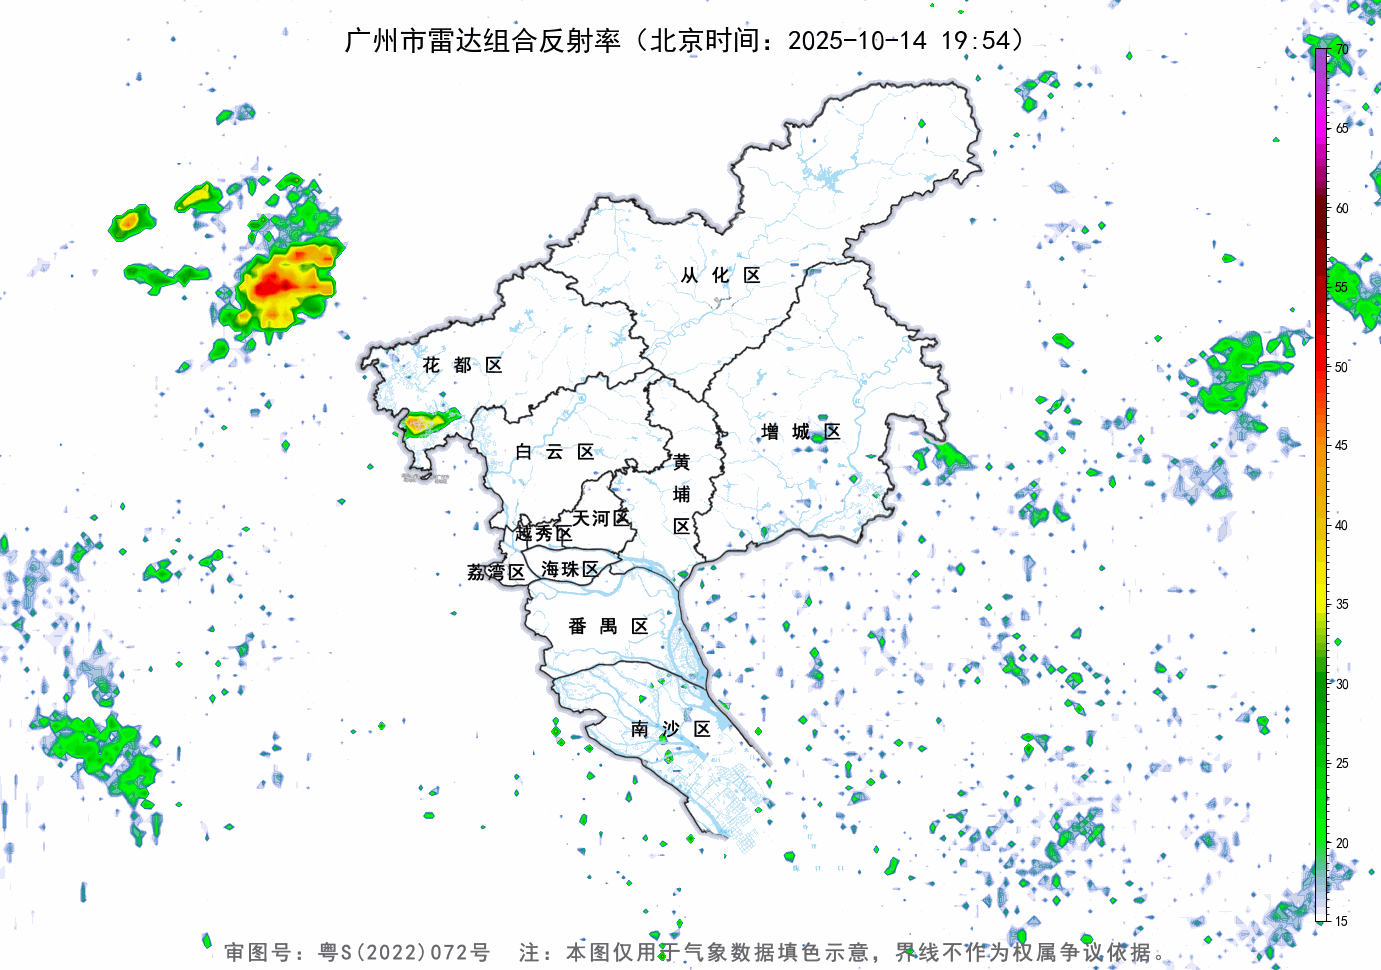 广州市雷达组合反射率（北京时间：2025-10-14 19:54）
70
65
60
55
50
45
40
35
30
25
20
15
从化区
花都区
增城区
白云区
黄埔区
天河区
越秀区
海珠区
荔湾区
番禺区
南沙区
审图号：粤S(2022)072号 注：本图仅用于气象数据填色示意，界线不作为权属争议依据。